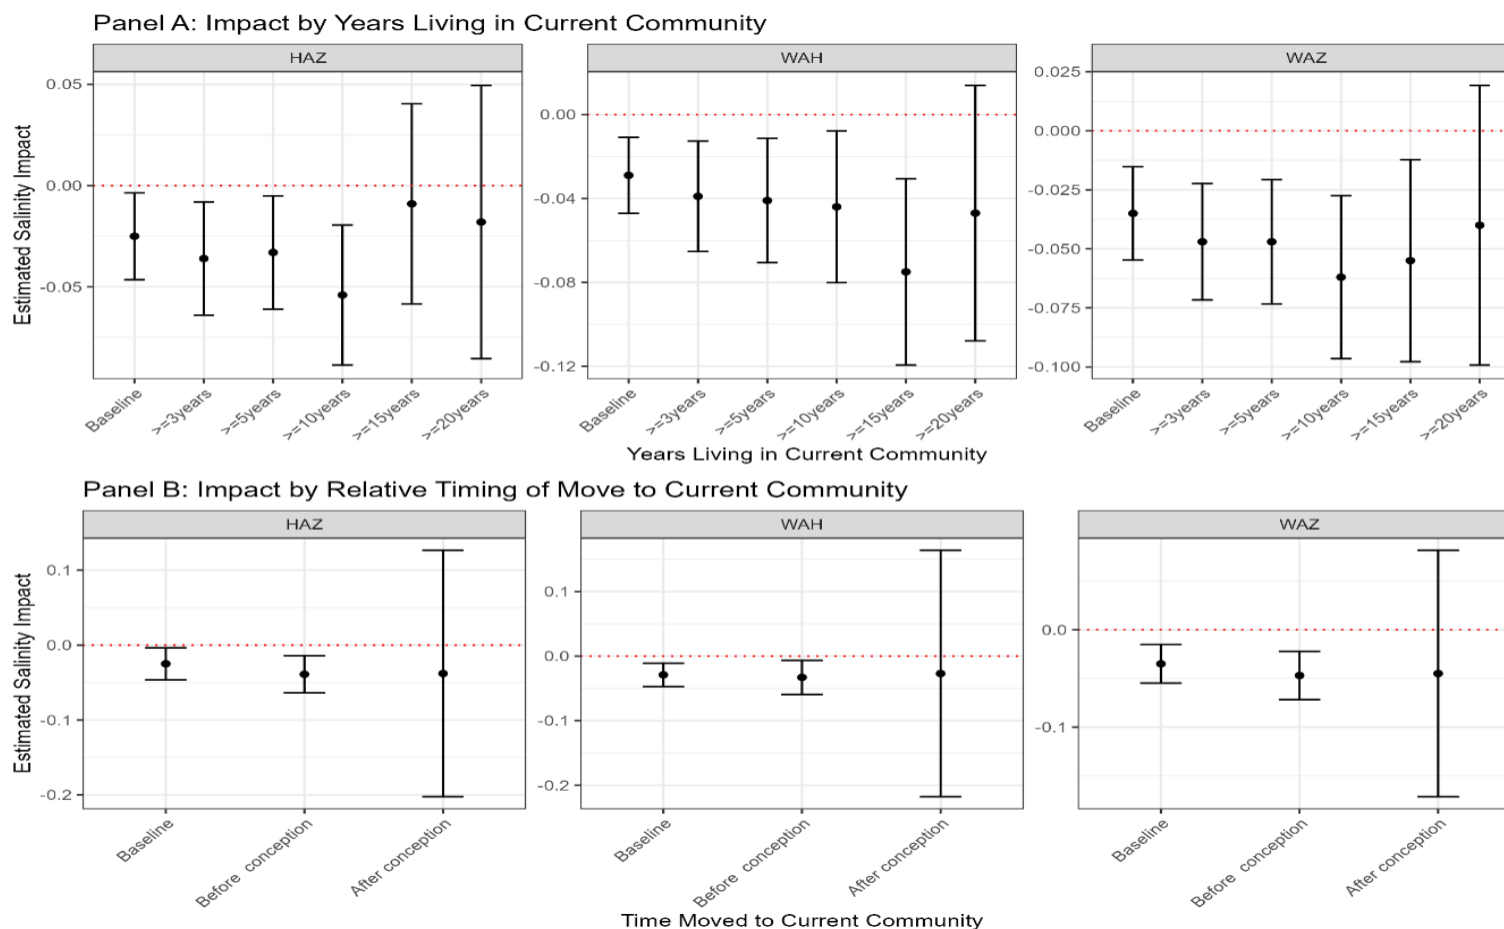 Panel A: Impact by Years Living in Current Community
HAZ
WAH
WAZ
Estimated Salinity Impact
0.05
0.00
-0.05
0.00
-0.04
-0.08
-0.12
0.025
0.000
-0.025
-0.050
-0.075
-0.100
Baseline
>=3years
>=5years
>=10years
>=15years
>=20years
Baseline
>=3years
>=5years
>=10years
>=15years
>=20years
Baseline
>=3years
>=5years
>=10years
>=15years
>=20years
Years Living in Current Community
Panel B: Impact by Relative Timing of Move to Current Community
HAZ
WAH
WAZ
Estimated Salinity Impact
0.1
0.0
-0.1
-0.2
0.1
0.0
-0.1
-0.2
0.0
-0.1
Baseline
Before conception
After conception
Baseline
Before conception
After conception
Baseline
Before conception
After conception
Time Moved to Current Community